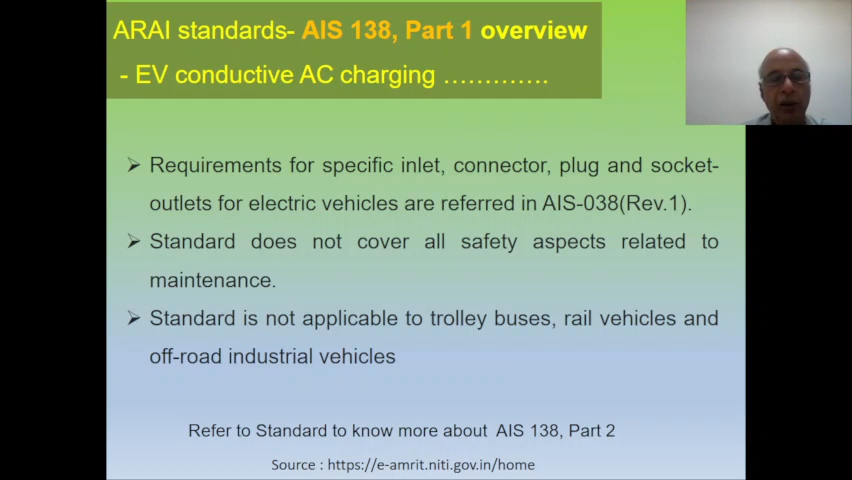 ARAI standards- AIS 138, Part 1 overview
- EV conductive AC charging ………….
➢ Requirements for specific inlet, connector, plug and socket-
outlets for electric vehicles are referred in AIS-038(Rev.1).
➢ Standard does not cover all safety aspects related to
maintenance.
➢ Standard is not applicable to trolley buses, rail vehicles and
off-road industrial vehicles
Refer to Standard to know more about AIS 138, Part 2
Source : https://e-amrit.niti.gov.in/home